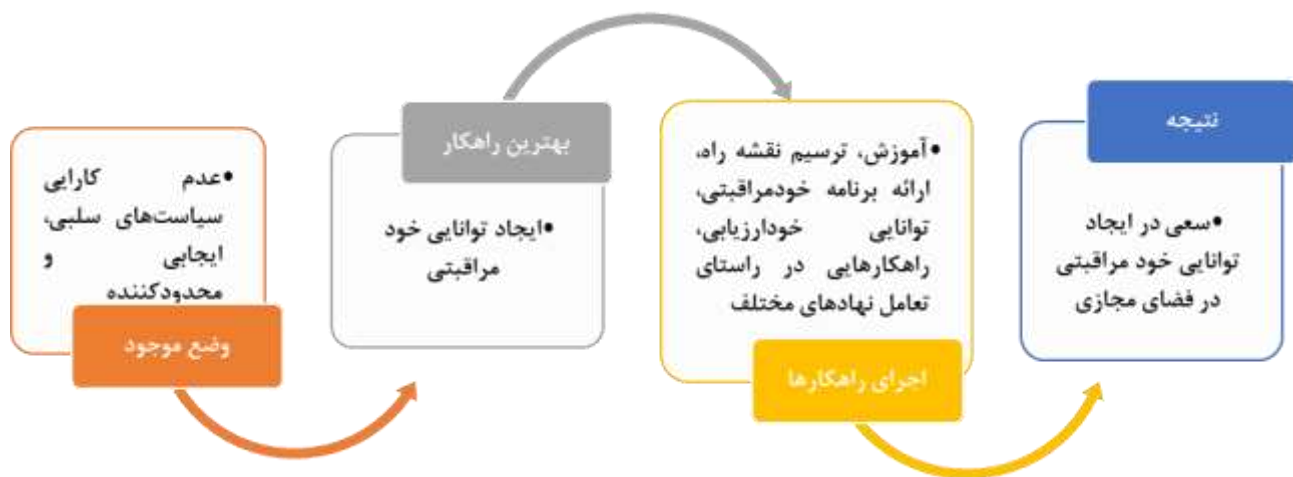 •عدم کارایی
سیاست‌های سلبی،
ایجابی و
محدودکننده
وضع موجود
بهترین راهکار
•ایجاد توانایی خود
مراقبتی
•آموزش، ترسیم نقشه راه،
ارائه برنامه خودمراقبتی،
توانایی خودارزیابی،
راهکارهایی در راستای
تعامل نهادهای مختلف
اجرای راهکارها
نتیجه
•سعی در ایجاد
توانایی خود مراقبتی
در فضای مجازی